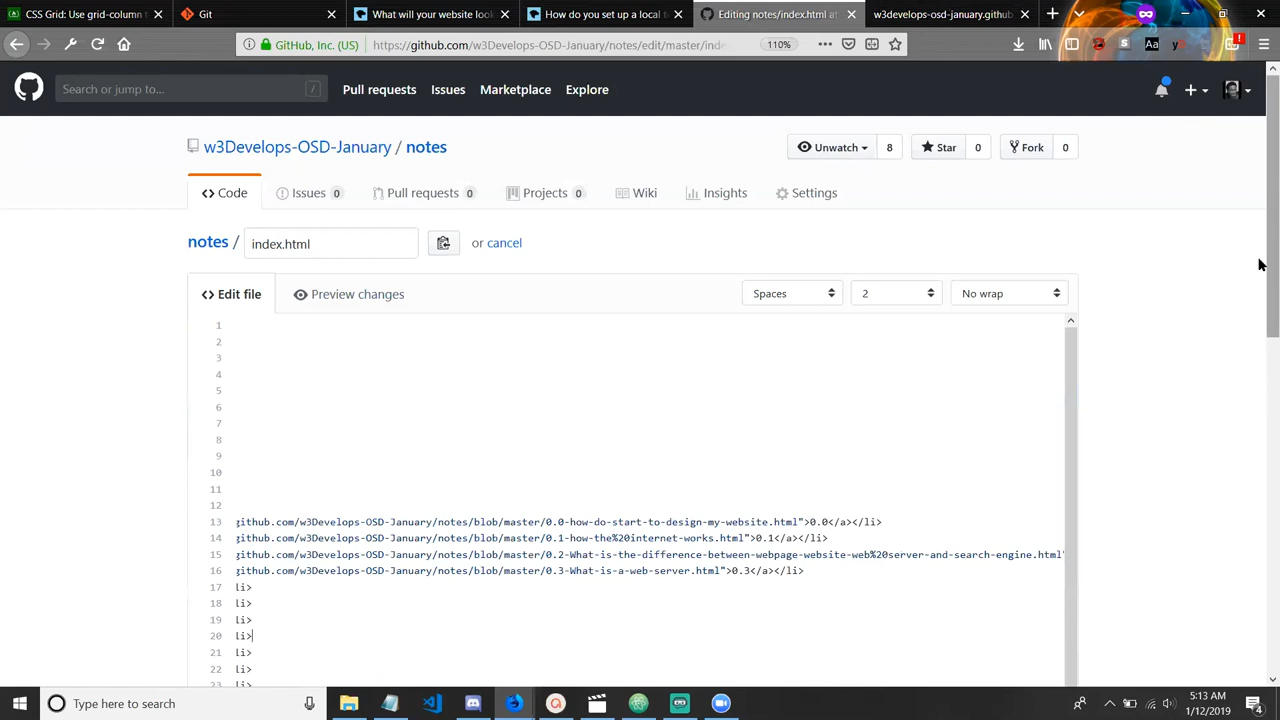 CSS Grid: Use grid-column t
Git
What will your website look
How do you set up a local t
Editing notes/index.html at
w3develops-osd-january.github
GitHub, Inc. (US)
https://github.com/w3Develops-OSD-January/notes/edit/master/inde
110%
Search or jump to...
/
Pull requests
Issues
Marketplace
Explore
w3Develops-OSD-January / notes
Unwatch
8
Star
0
Fork
0
Code
Issues 0
Pull requests 0
Projects 0
Wiki
Insights
Settings
notes /
index.html
or cancel
Edit file
Preview changes
Spaces
2
No wrap
1
2
3
4
5
6
7
8
9
10
11
12
13 github.com/w3Develops-OSD-January/notes/blob/master/0.0-how-do-start-to-design-my-website.html">0.0</a></li>
14 github.com/w3Develops-OSD-January/notes/blob/master/0.1-how-the%20internet-works.html">0.1</a></li>
15 github.com/w3Develops-OSD-January/notes/blob/master/0.2-What-is-the-difference-between-webpage-website-web%20server-and-search-engine.html"
16 github.com/w3Develops-OSD-January/notes/blob/master/0.3-What-is-a-web-server.html">0.3</a></li>
17 li>
18 li>
19 li>
20 li>
21 li>
22 li>
23 li>
Type here to search
5:13 AM
1/12/2019
4